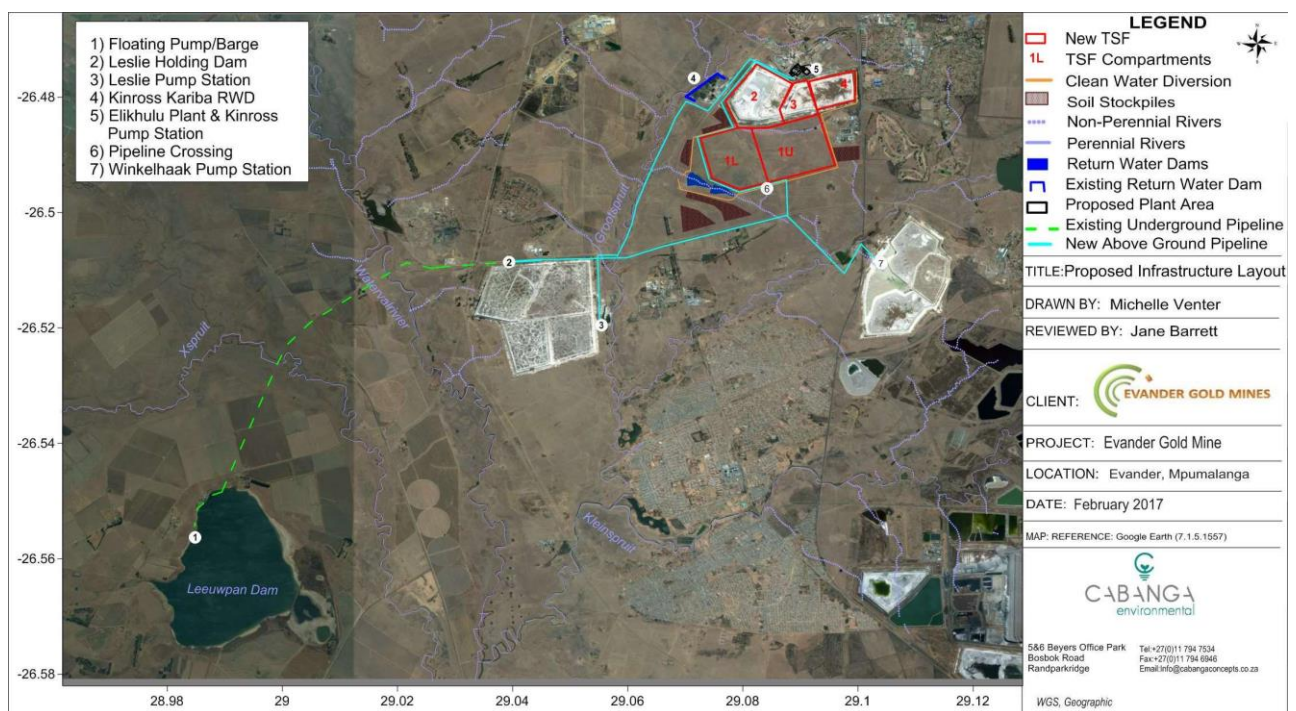 1) Floating Pump/Barge
2) Leslie Holding Dam
3) Leslie Pump Station
4) Kinross Kariba RWD
5) Elikhulu Plant & Kinross
Pump Station
6) Pipeline Crossing
7) Winkelhaak Pump Station
-26.48
-26.5
-26.52
-26.54
-26.56
-26.58
28.98
29
29.02
29.04
29.06
29.08
29.1
29.12
4
5
2
3
4
1L
1U
6
Grootspruit
2
7
Watervalrivier
3
Xspruit
Kleinspruit
1
Leeuwpan Dam
LEGEND
New TSF
1L TSF Compartments
Clean Water Diversion
Soil Stockpiles
Non-Perennial Rivers
Perennial Rivers
Return Water Dams
Existing Return Water Dam
Proposed Plant Area
Existing Underground Pipeline
New Above Ground Pipeline
TITLE:Proposed Infrastructure Layout
DRAWN BY: Michelle Venter
REVIEWED BY: Jane Barrett
CLIENT: EVANDER GOLD MINES
PROJECT: Evander Gold Mine
LOCATION: Evander, Mpumalanga
DATE: February 2017
MAP: REFERENCE: Google Earth (7.1.5.1557)
CABANGA
environmental
5&6 Beyers Office Park
Bosbok Road
Randparkridge
Tel:+27(0)11 794 7534
Fax:+27(0)11 794 6946
Email:Info@cabangaconcepts.co.za
WGS, Geographic